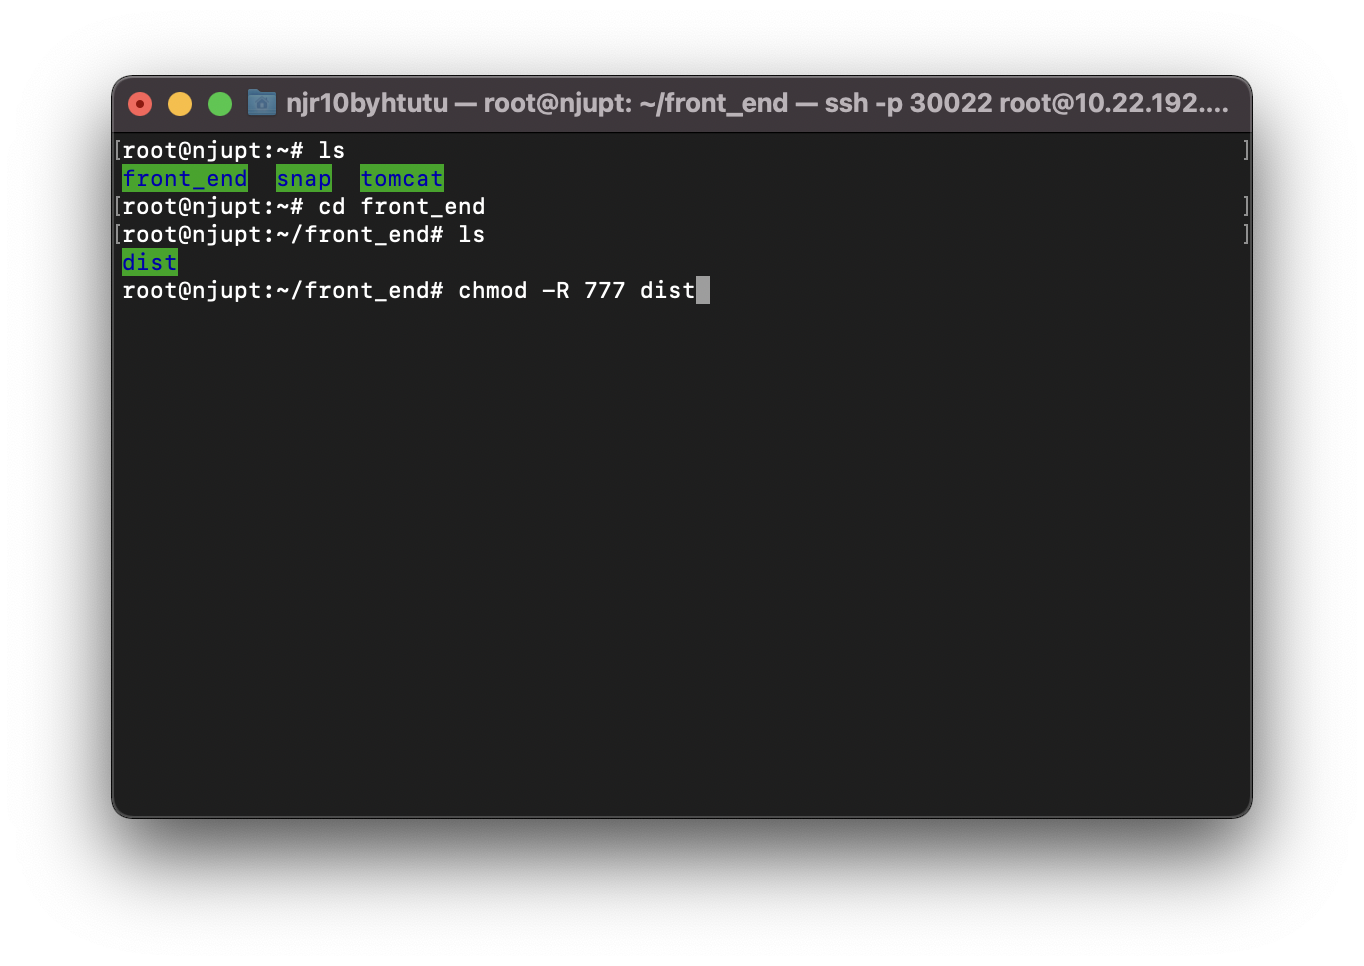 njr10byhtutu — root@njupt: ~/front_end — ssh -p 30022 root@10.22.192....
[root@njupt:~# ls ]
front_end snap tomcat
[root@njupt:~# cd front_end ]
[root@njupt:~/front_end# ls ]
dist
root@njupt:~/front_end# chmod -R 777 dist